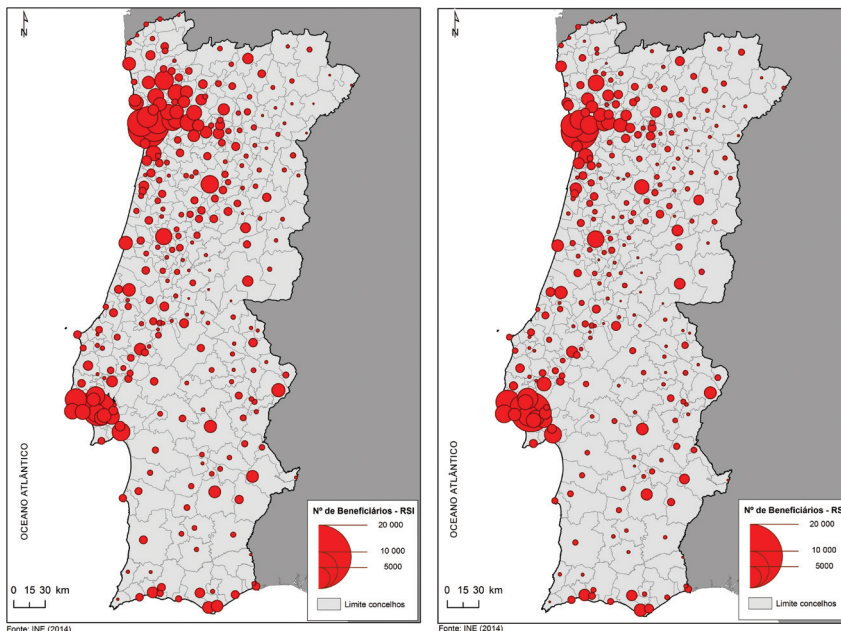 N
OCEANO ATLÂNTICO
0 15 30 km
Nº de Beneficiários - RSI
20 000
10 000
5000
Limite concelhos
Fonte: INE (2014)
N
OCEANO ATLÂNTICO
0 15 30 km
Nº de Beneficiários - RSI
20 000
10 000
5000
Limite concelhos
Fonte: INE (2014)